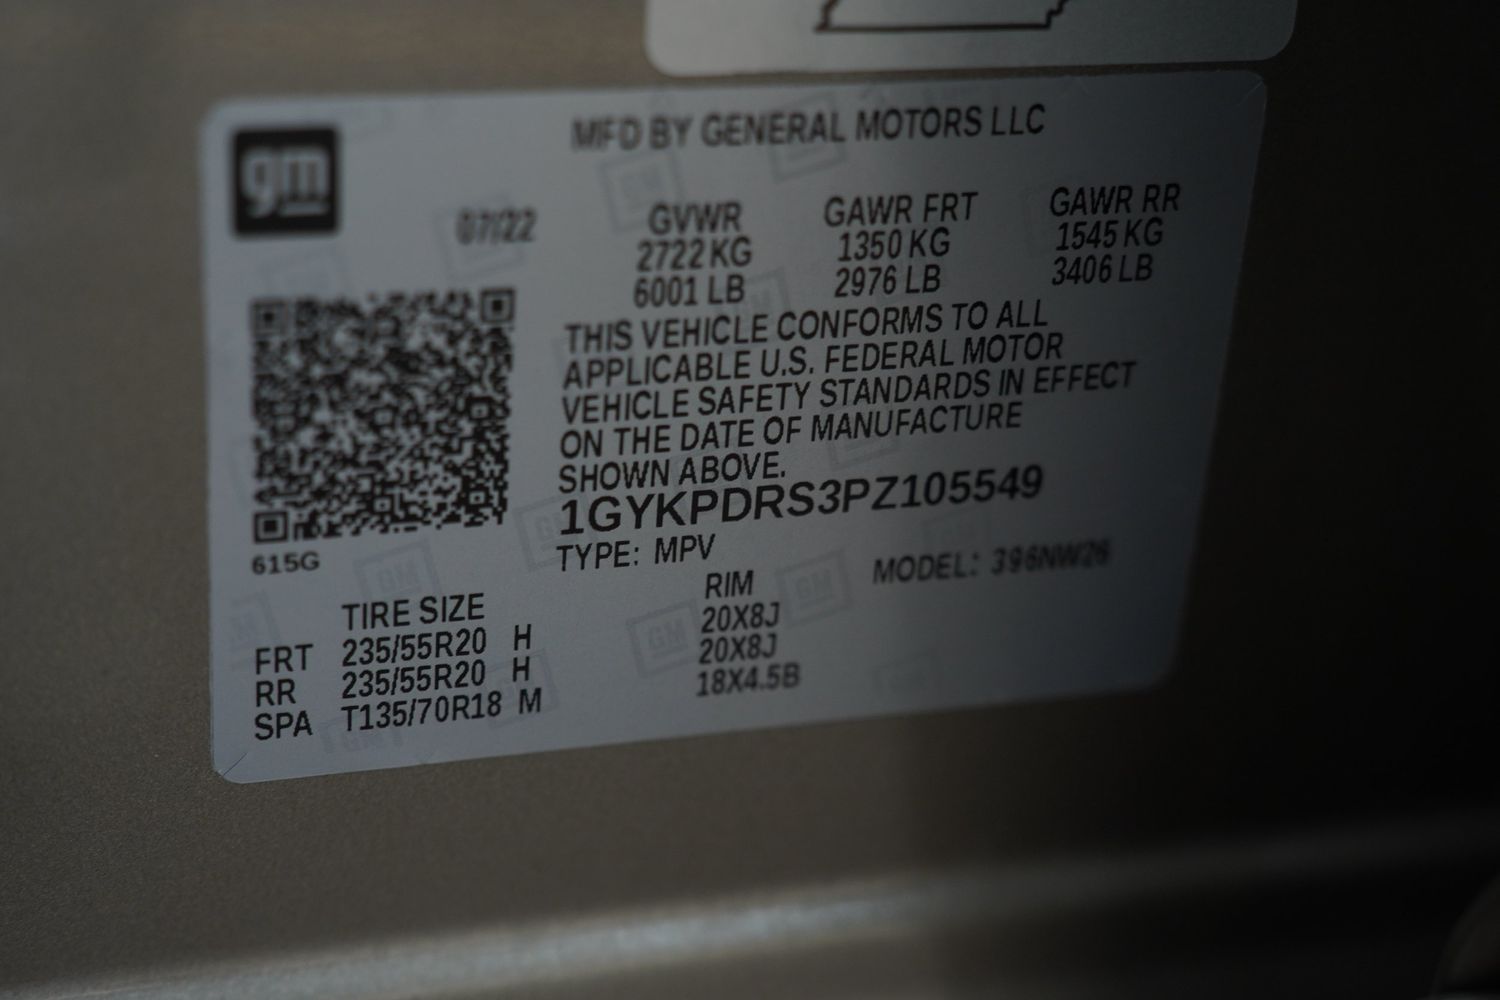 gm
MFD BY GENERAL MOTORS LLC
07/22 GVWR GAWR FRT GAWR RR
2722 KG 1350 KG 1545 KG
6001 LB 2976 LB 3406 LB
THIS VEHICLE CONFORMS TO ALL
APPLICABLE U.S. FEDERAL MOTOR
VEHICLE SAFETY STANDARDS IN EFFECT
ON THE DATE OF MANUFACTURE
SHOWN ABOVE.
1GYKPDRS3PZ105549
615G
TYPE: MPV MODEL: 396NW26
TIRE SIZE RIM
FRT 235/55R20 H 20X8J
RR 235/55R20 H 20X8J
SPA T135/70R18 M 18X4.5B